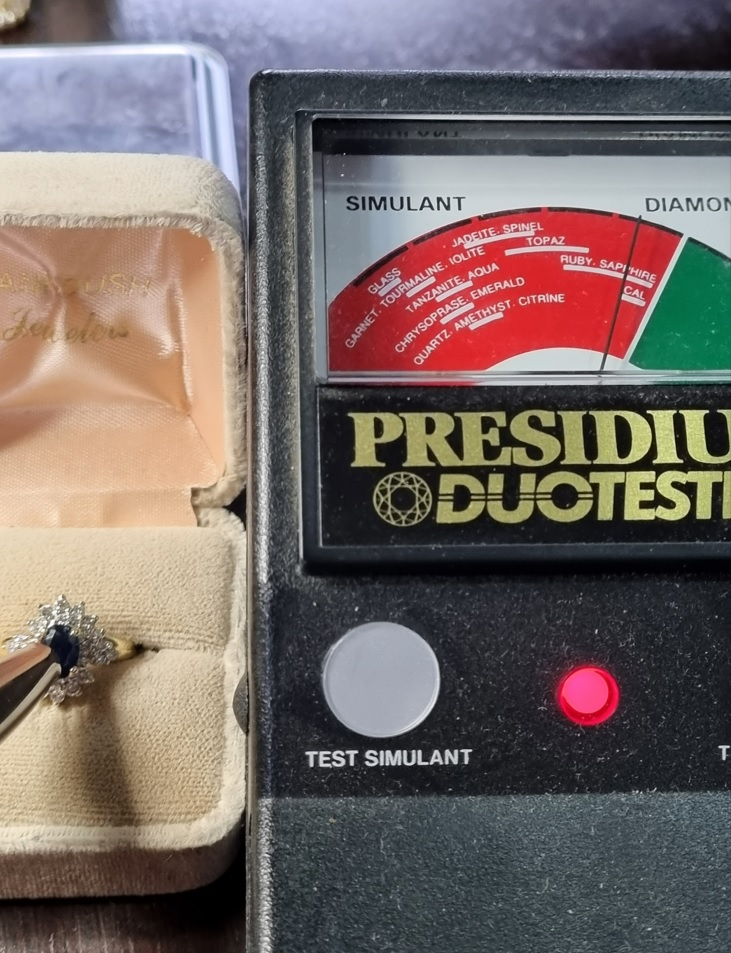 SIMULANT
DIAMON
JADEITE. SPINEL
TOPAZ
GLASS
RUBY. SAPPHIRE
GARNET. TOURMALINE. IOLITE
CAL
TANZANITE. AQUA
CHRYSOPRASE. EMERALD
QUARTZ. AMETHYST. CITRINE
PRESIDIU
DUOTEST
TEST SIMULANT
T
Jewelers